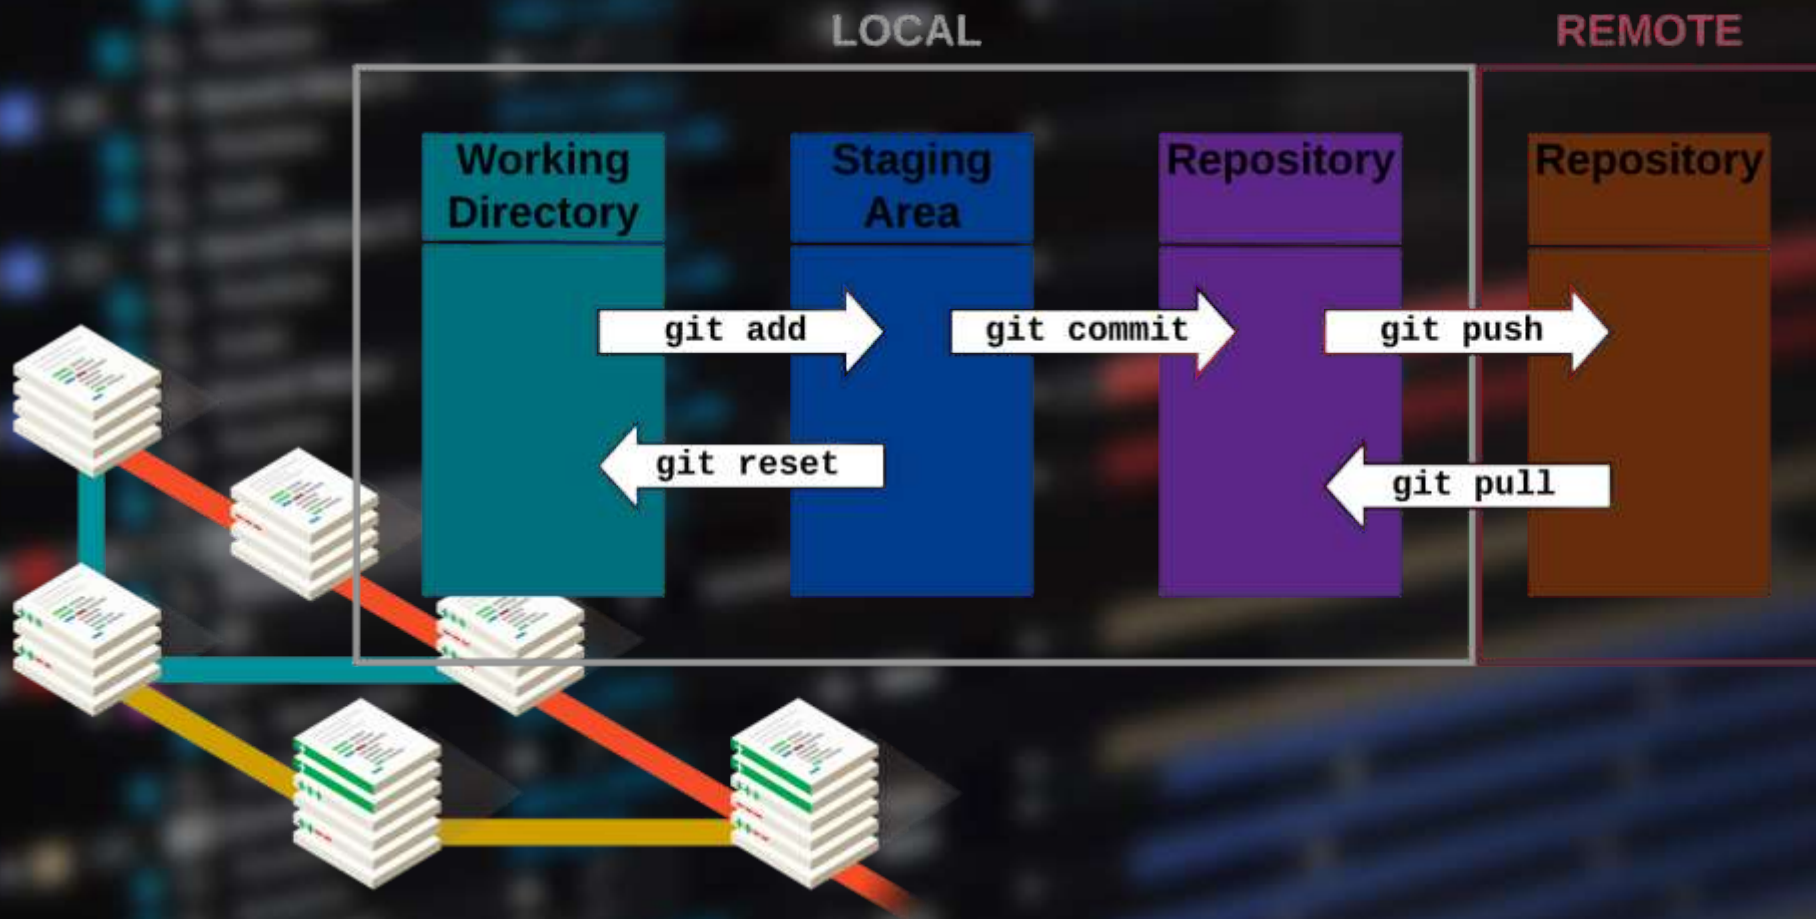 LOCAL
REMOTE
Working
Directory
Staging
Area
Repository
Repository
git add
git commit
git push
git reset
git pull